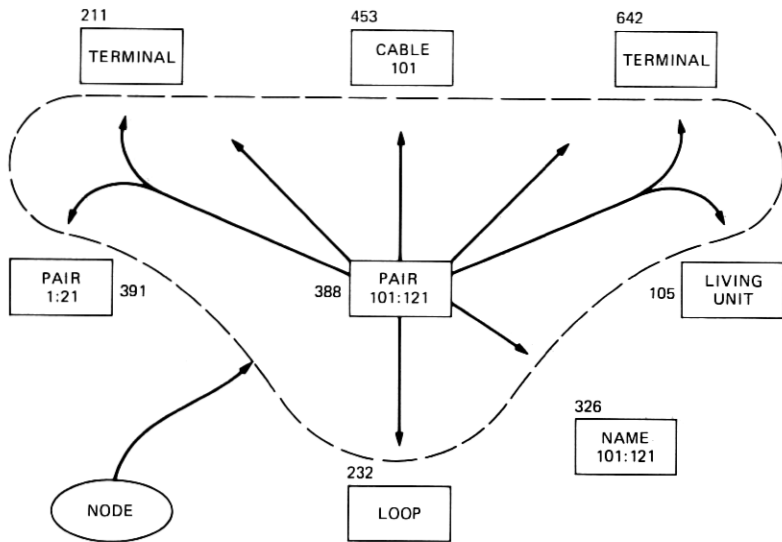 211
TERMINAL
453
CABLE
101
642
TERMINAL
PAIR
1:21
391
388
PAIR
101:121
105
LIVING
UNIT
326
NAME
101:121
NODE
232
LOOP